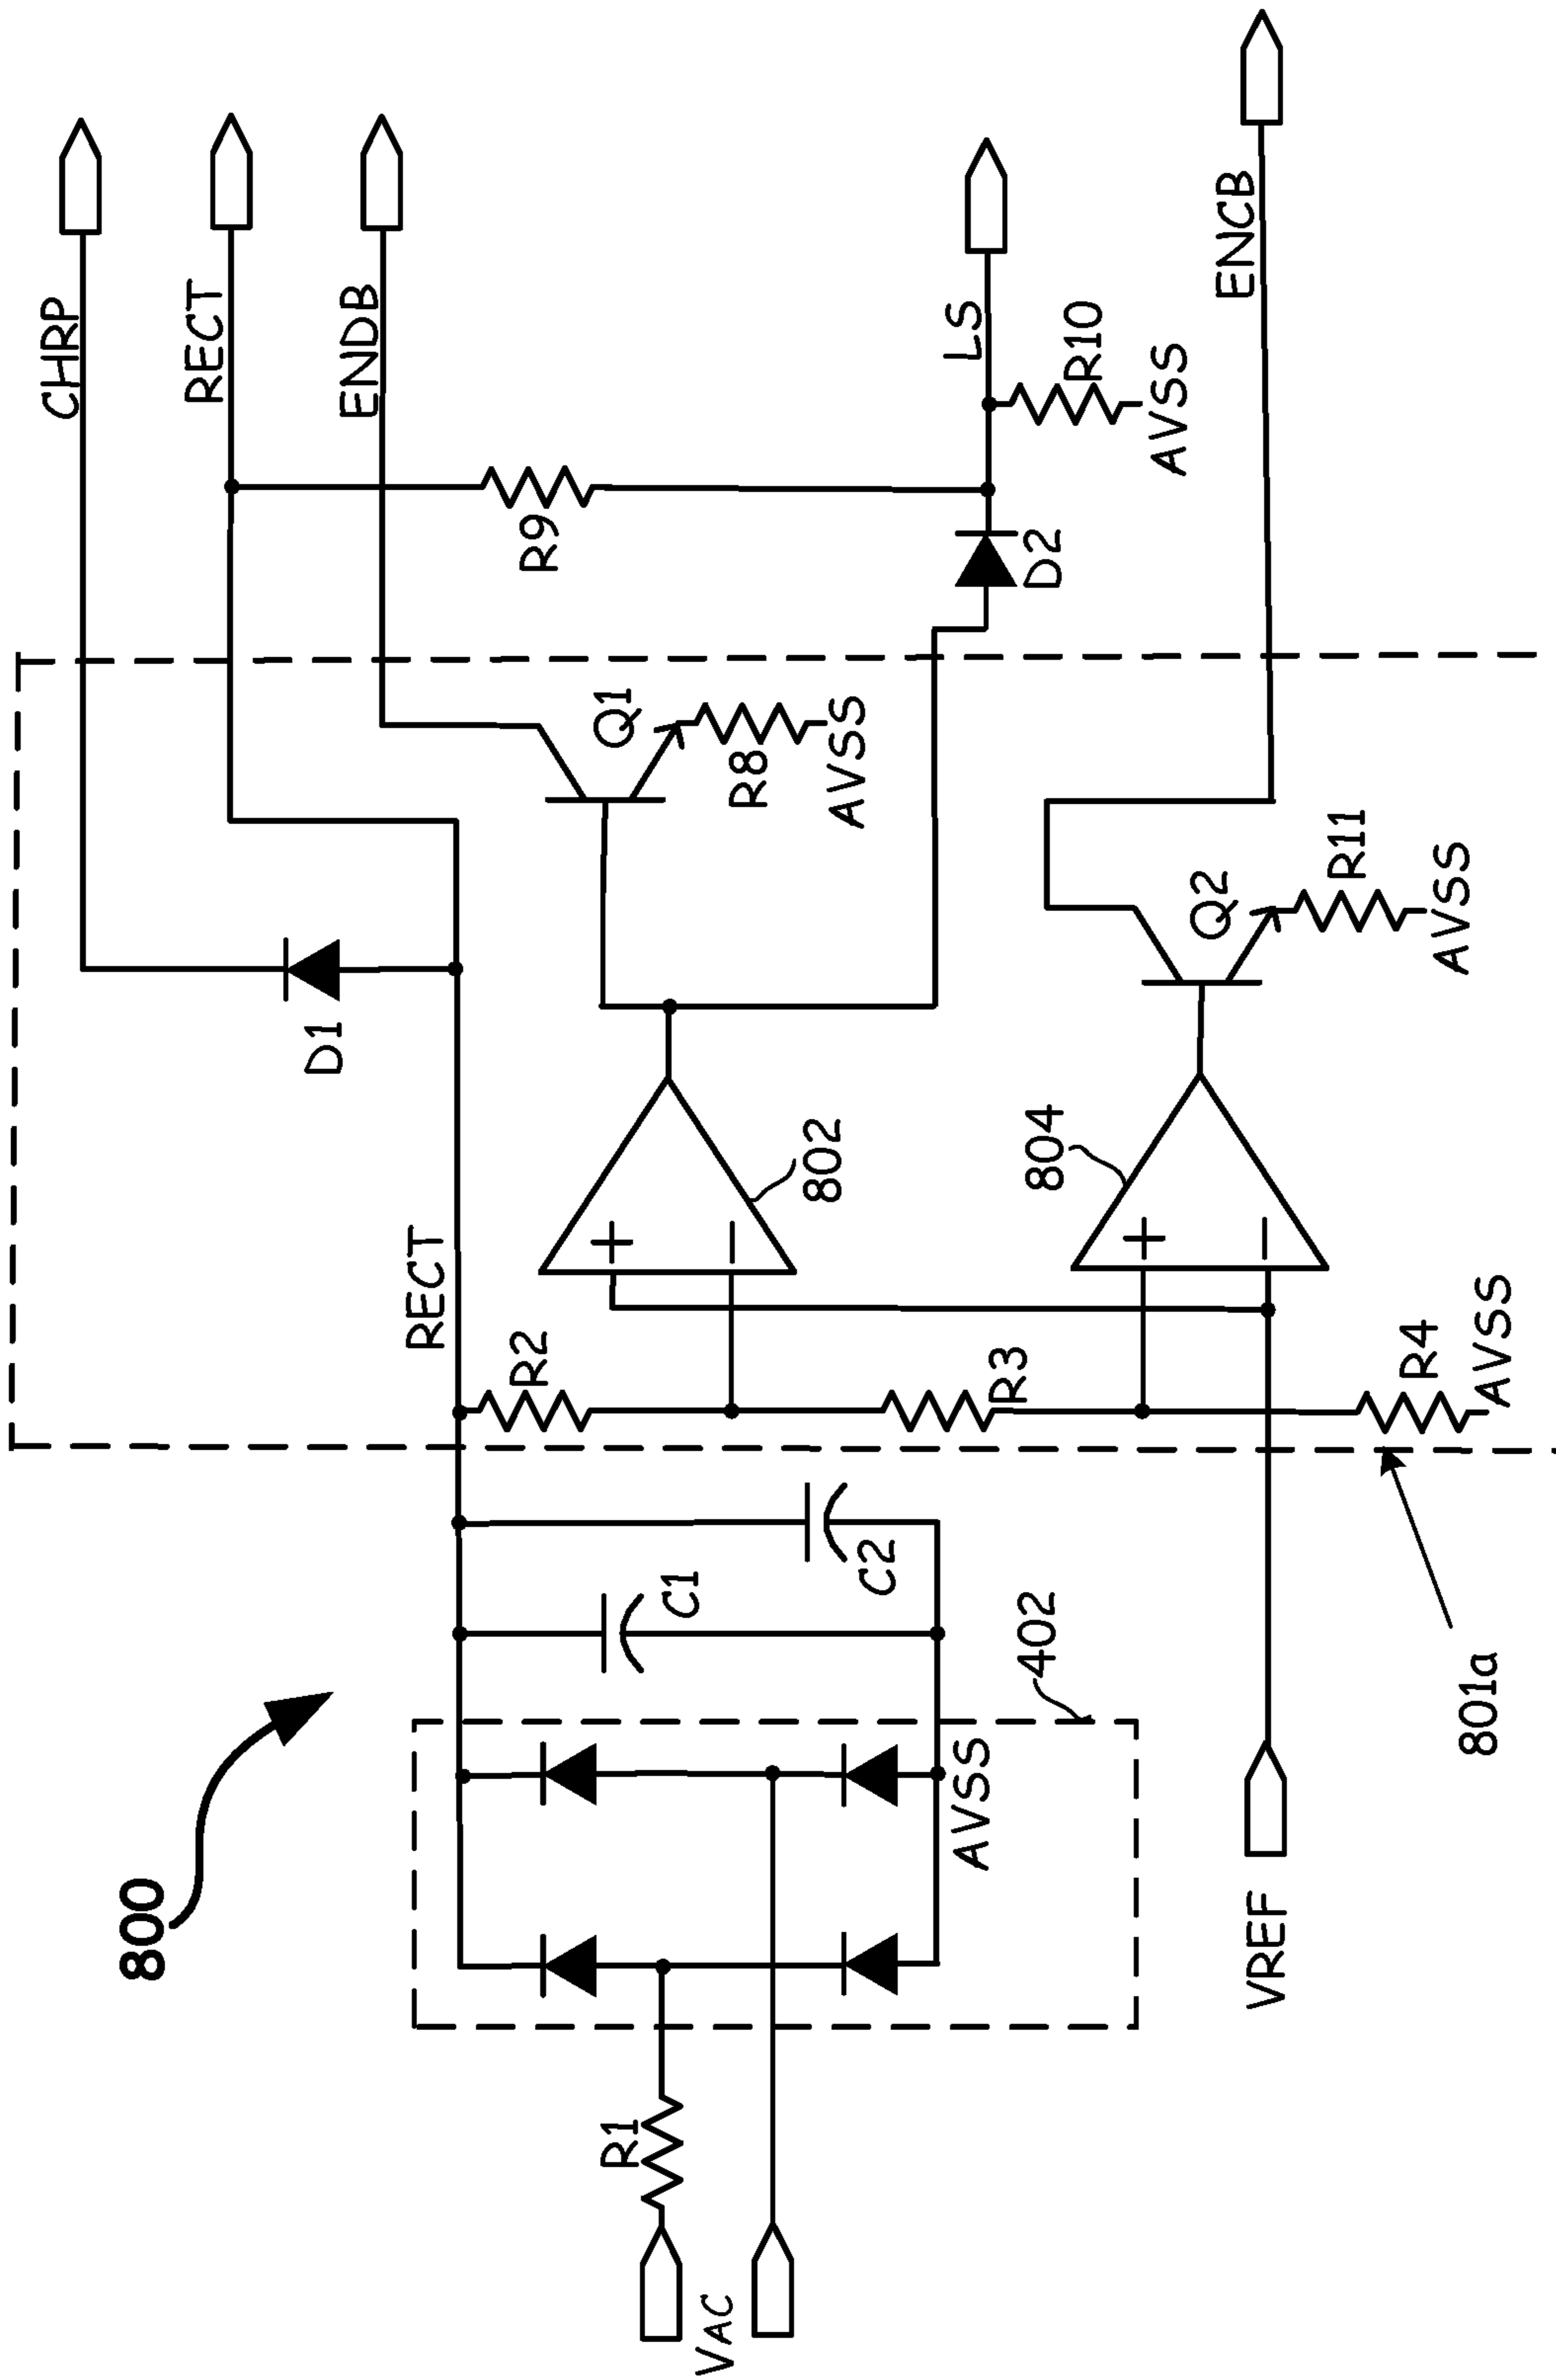 800
CHRP
RECT
ENDB
D1
RECT
R9
Q1
R8
AVSS
R2
802
LS
D2
R10
AVSS
R1
VAC
C1
C2
AVSS
402
R3
804
Q2
R11
AVSS
ENCB
VREF
R4
AVSS
801a